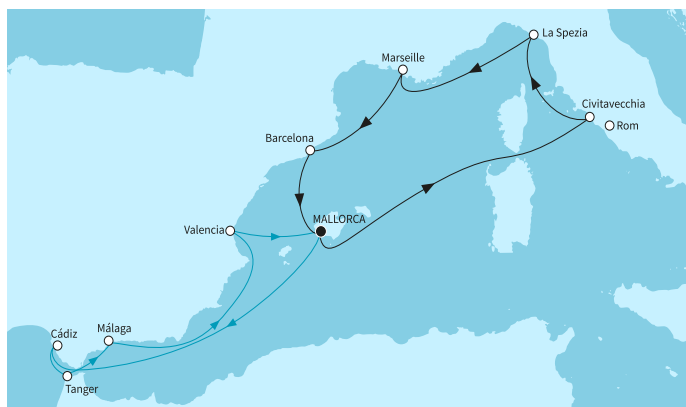 La Spezia
Marseille
Civitavecchia
Rom
Barcelona
MALLORCA
Valencia
Málaga
Cádiz
Tanger